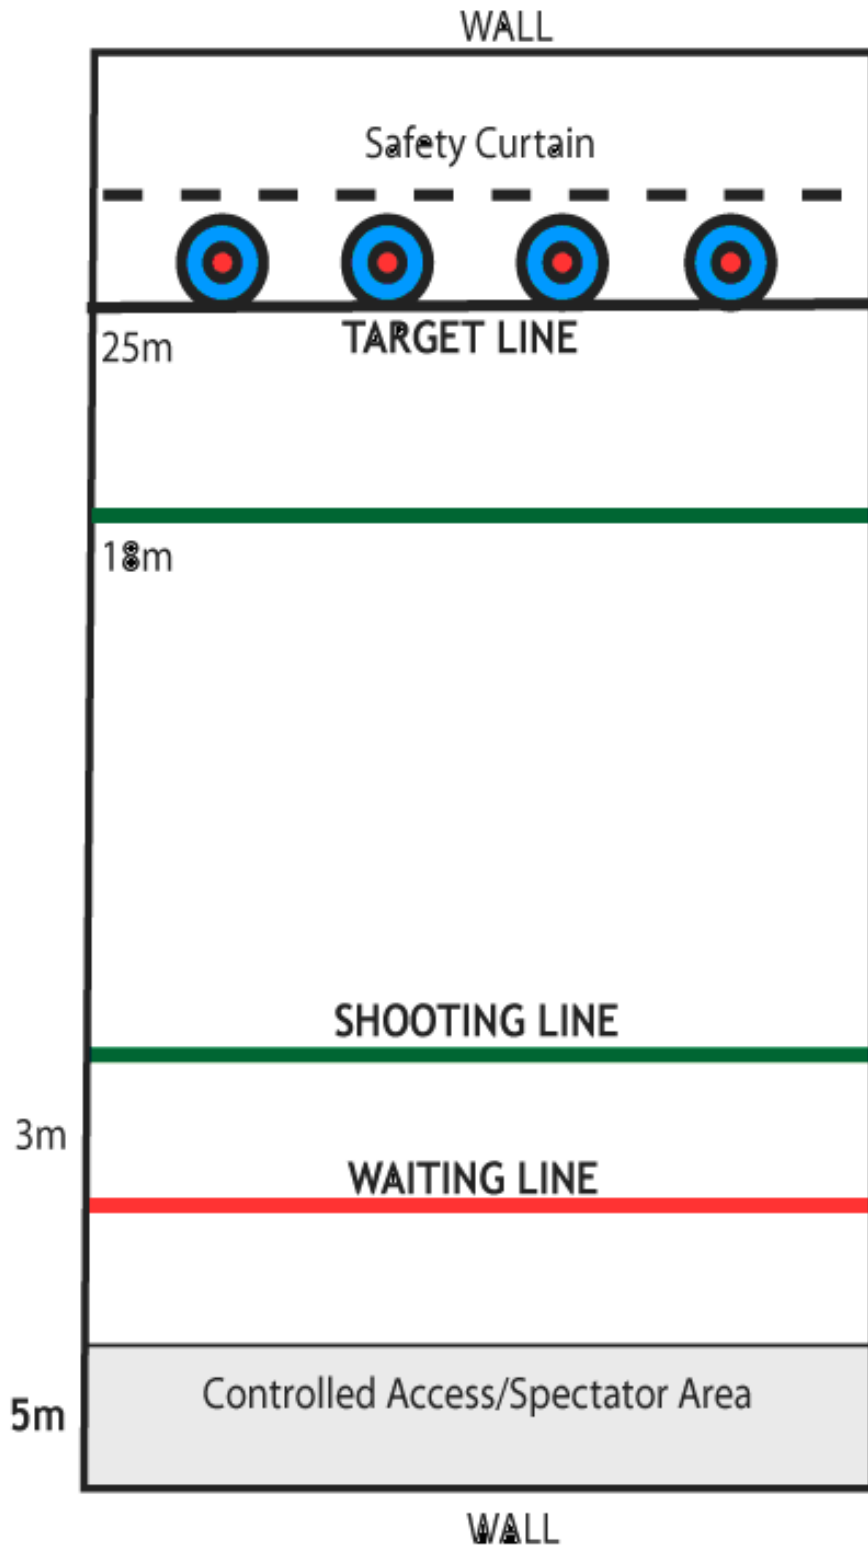 WALL
Safety Curtain
TARGET LINE
25m
18m
SHOOTING LINE
3m
WAITING LINE
Controlled Access/Spectator Area
5m
WALL